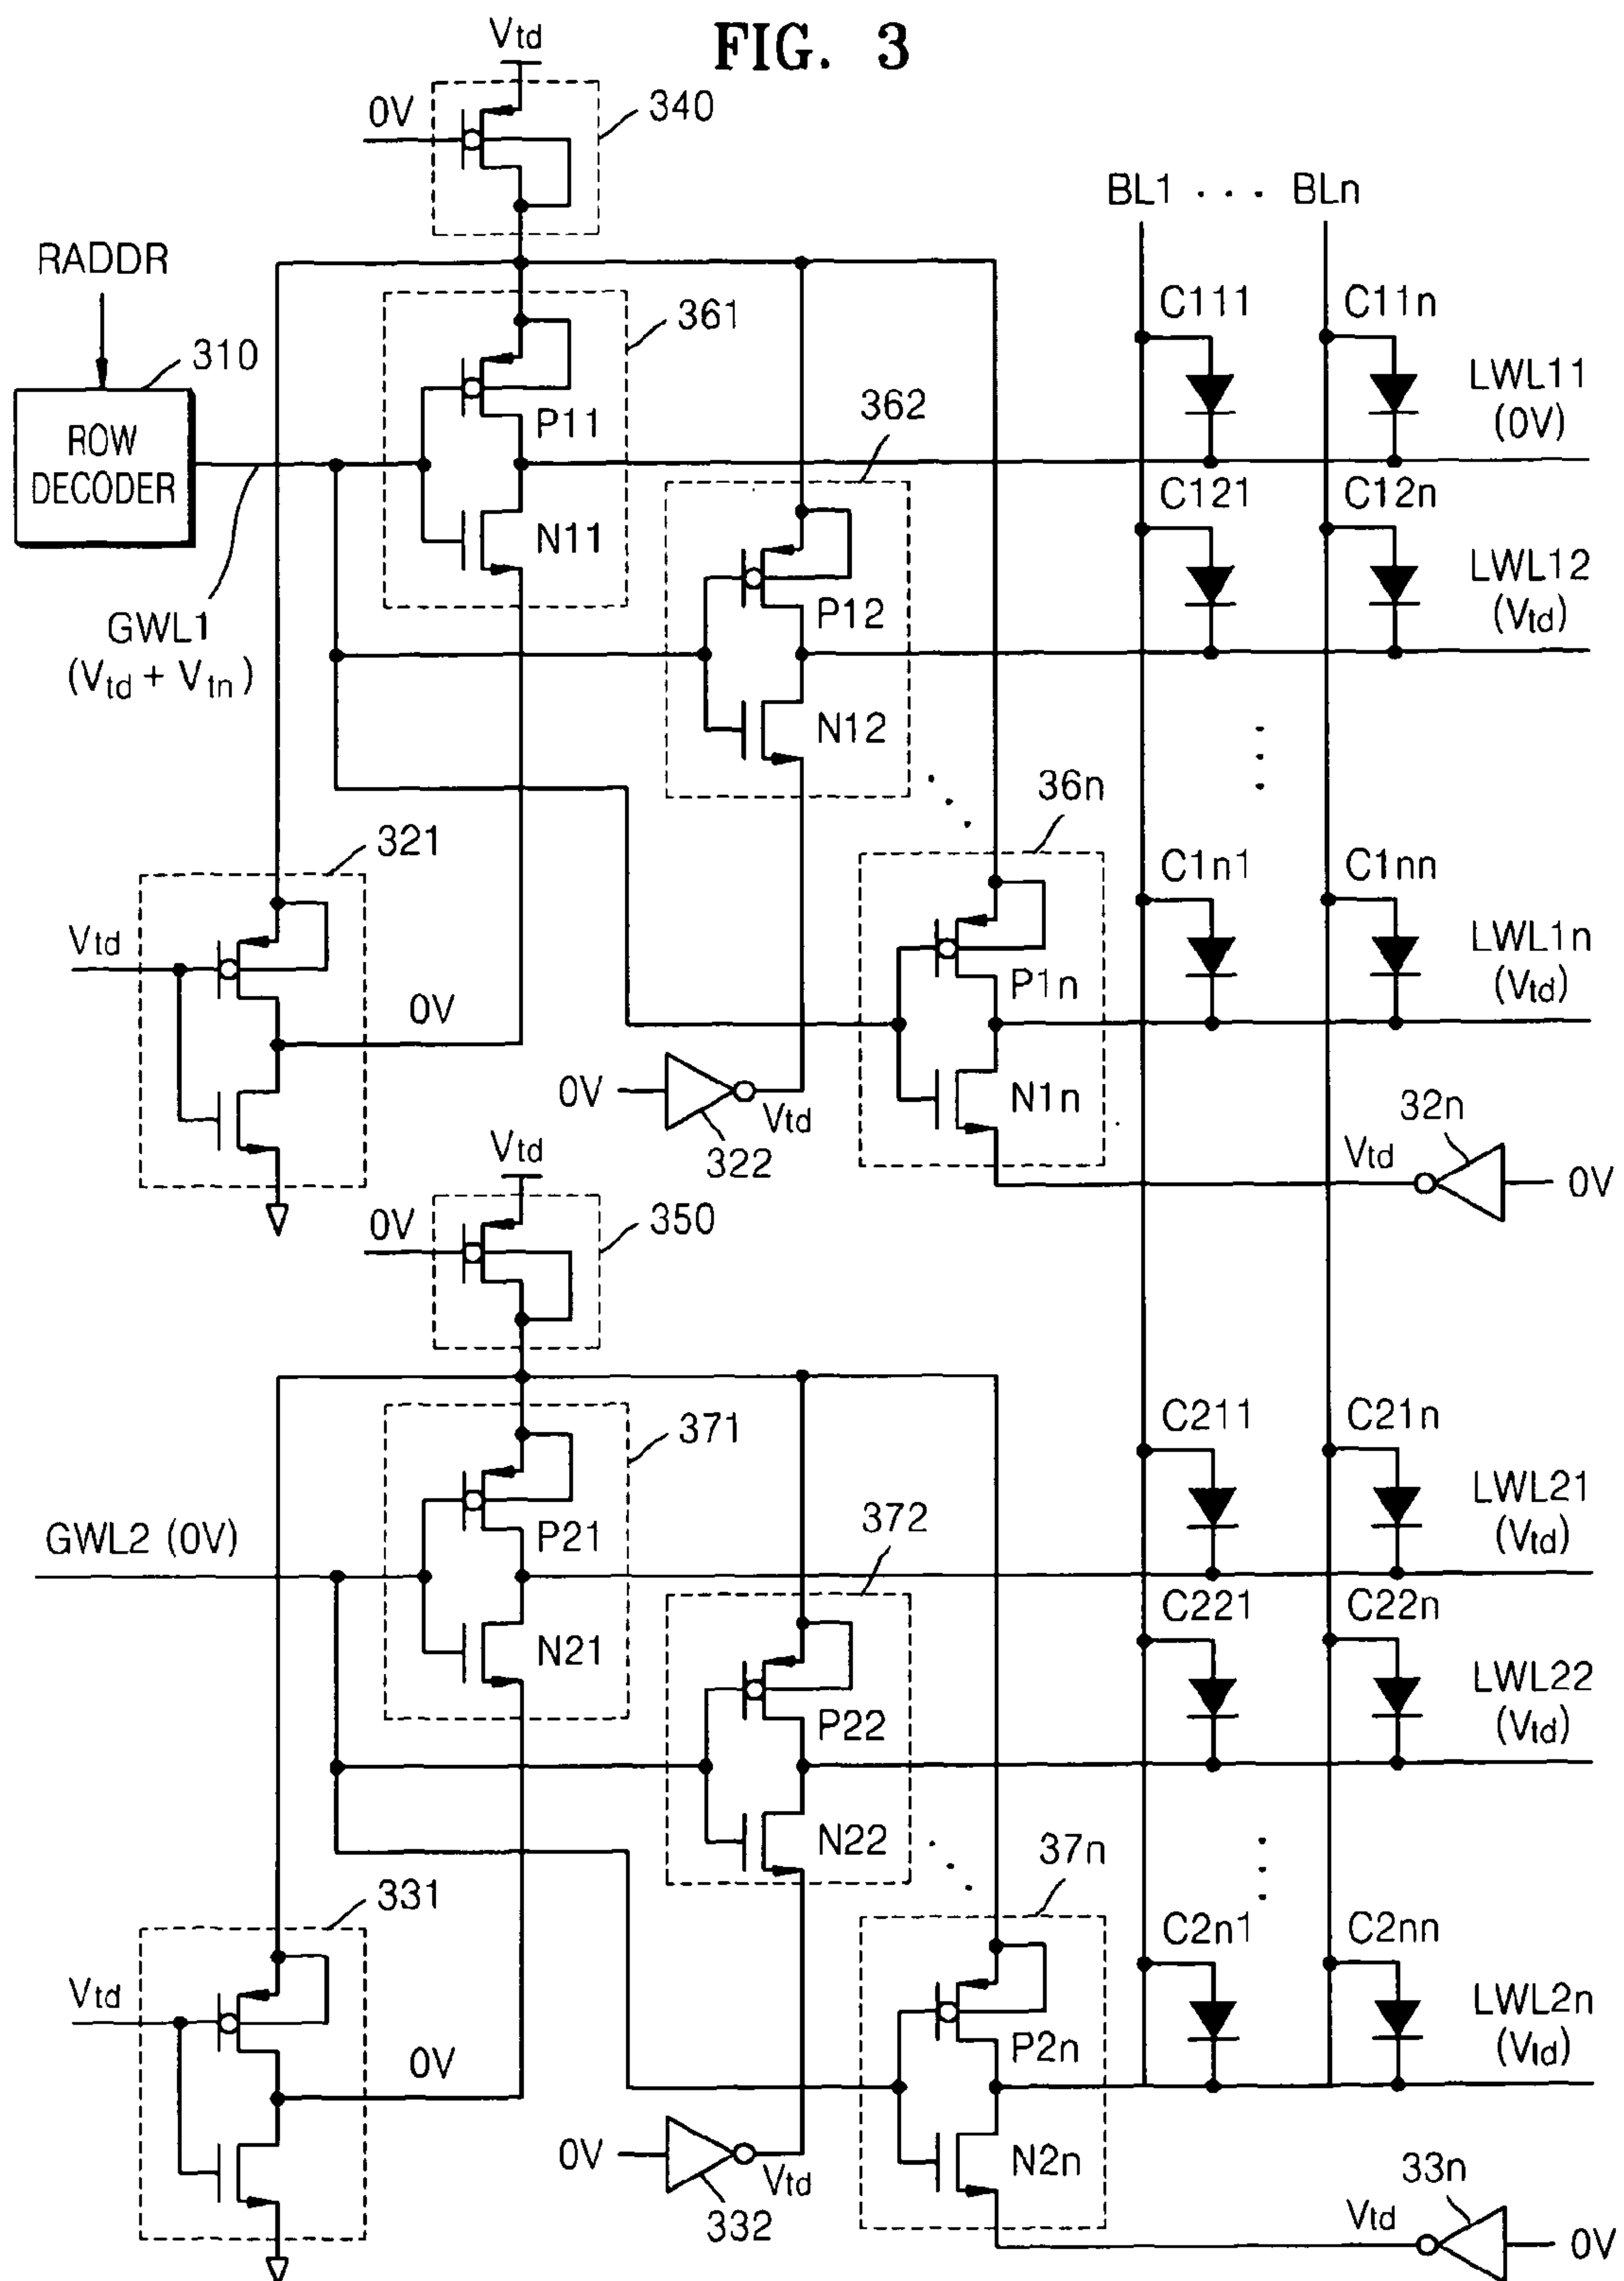 FIG. 3
Vtd
0V
340
BL1 · · · BLn
RADDR
310
ROW
DECODER
361
C111
C11n
P11
362
LWL11
(0V)
N11
C121
C12n
GWL1
(Vtd + Vtn)
P12
LWL12
(Vtd)
N12
321
36n
Vtd
0V
C1n1
C1nn
P1n
LWL1n
(Vtd)
0V
Vtd
322
N1n
32n
Vtd
0V
Vtd
0V
350
371
C211
C21n
GWL2 (0V)
P21
372
LWL21
(Vtd)
N21
C221
C22n
P22
LWL22
(Vtd)
N22
331
37n
Vtd
0V
C2n1
C2nn
P2n
LWL2n
(Vtd)
0V
Vtd
332
N2n
33n
Vtd
0V